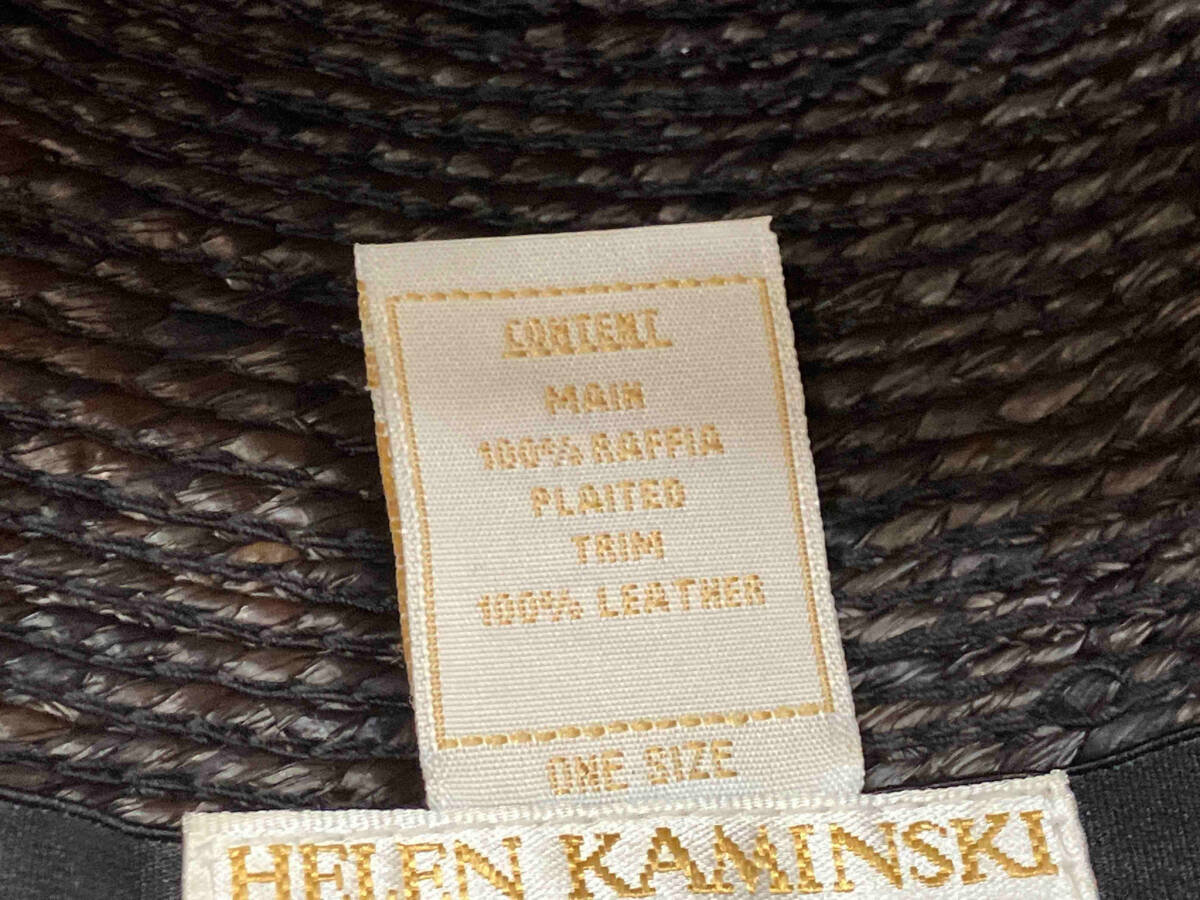 CONTENT
MAIN
100% RAFFIA
PLAITED
TRIM
100% LEATHER
ONE SIZE
HELEN KAMINSKI